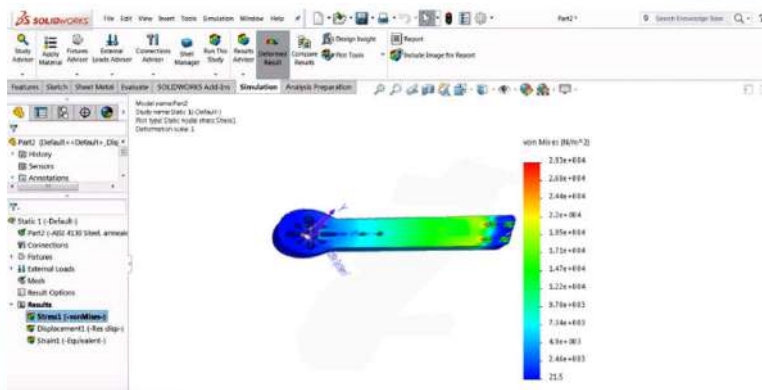 SOLIDWORKS File Edit View Insert Tools Simulation Window Help
Part2 *
Search Knowledge Base
Study Advisor
Apply Material
Fixtures Advisor
External Loads Advisor
Connections Advisor
Shell Manager
Run This Study
Results Advisor
Deformed Result
Compare Results
Design Insight
Plot Tools
Report
Include Image for Report
Features Sketch Sheet Metal Evaluate SOLIDWORKS Add-Ins Simulation Analysis Preparation
Model name:Part2
Study name:Static 1(-Default-)
Plot type: Static nodal stress Stress1
Deformation scale: 1
Part2 (Default<<Default>_Disp
History
Sensors
Annotations
Static 1 (-Default-)
Part2 (-AISI 4130 Steel, anneale
Connections
Fixtures
External Loads
Mesh
Result Options
Results
Stress1 (-vonMises-)
Displacement1 (-Res disp-)
Strain1 (-Equivalent-)
von Mises (N/m^2)
2.93e+004
2.68e+004
2.44e+004
2.2e+004
1.95e+004
1.71e+004
1.47e+004
1.22e+004
9.78e+003
7.34e+003
4.9e+003
2.46e+003
21.5